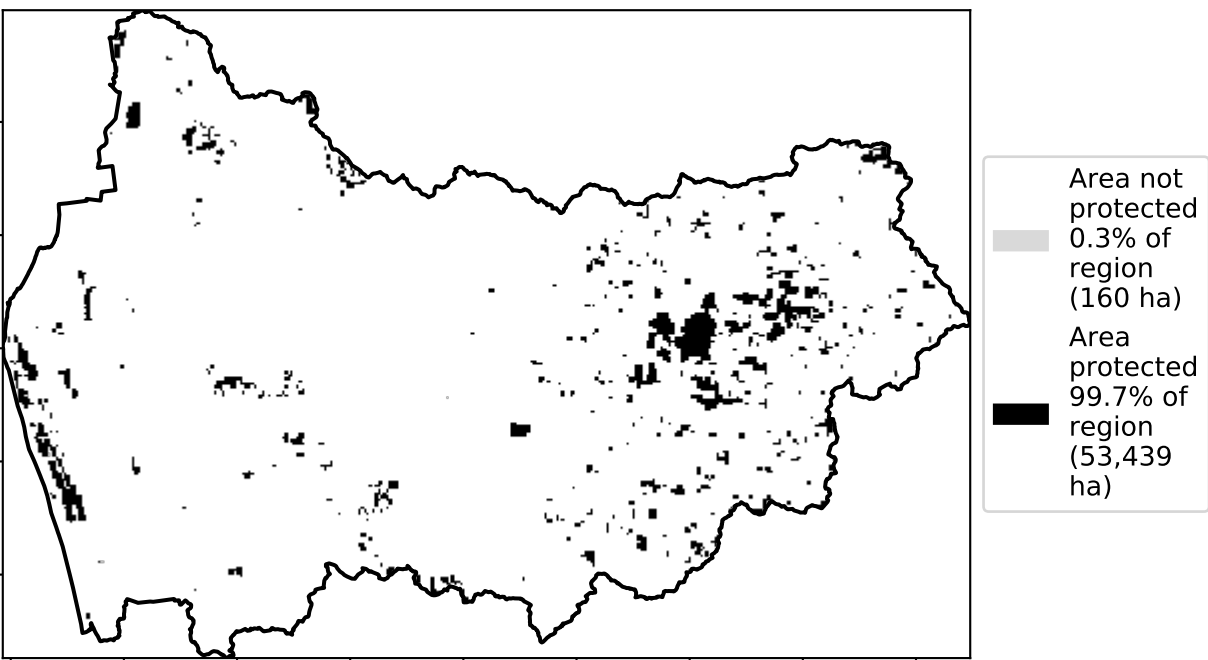 Area not
protected
0.3% of
region
(160 ha)
Area
protected
99.7% of
region
(53,439
ha)